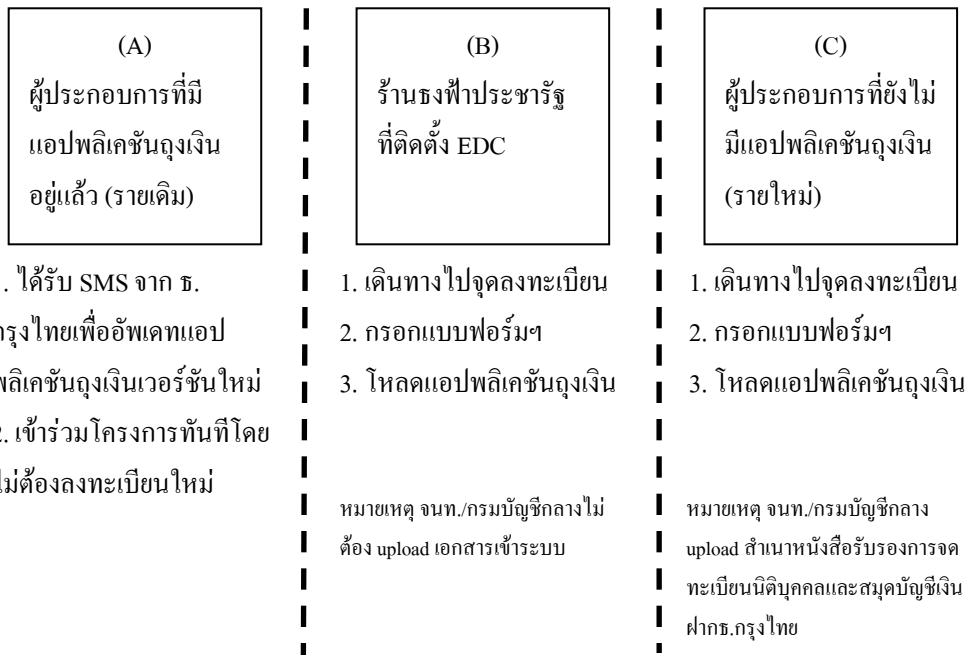 (A)
ผู้ประกอบการที่มี
แอปพลิเคชันถุงเงิน
อยู่แล้ว (รายเดิม)
. ได้รับ SMS จาก ธ.
กรุงไทยเพื่ออัพเดทแอป
พลิเคชันถุงเงินเวอร์ชันใหม่
2. เข้าร่วมโครงการทันทีโดย
ไม่ต้องลงทะเบียนใหม่
(B)
ร้านธงฟ้าประชารัฐ
ที่ติดตั้ง EDC
1. เดินทางไปจุดลงทะเบียน
2. กรอกแบบฟอร์มฯ
3. โหลดแอปพลิเคชันถุงเงิน
หมายเหตุ จนท./กรมบัญชีกลางไม่
ต้อง upload เอกสารเข้าระบบ
(C)
ผู้ประกอบการที่ยังไม่
มีแอปพลิเคชันถุงเงิน
(รายใหม่)
1. เดินทางไปจุดลงทะเบียน
2. กรอกแบบฟอร์มฯ
3. โหลดแอปพลิเคชันถุงเงิน
หมายเหตุ จนท./กรมบัญชีกลาง
upload สำเนาหนังสือรับรองการจด
ทะเบียนนิติบุคคลและสมุดบัญชีเงิน
ฝากธ.กรุงไทย